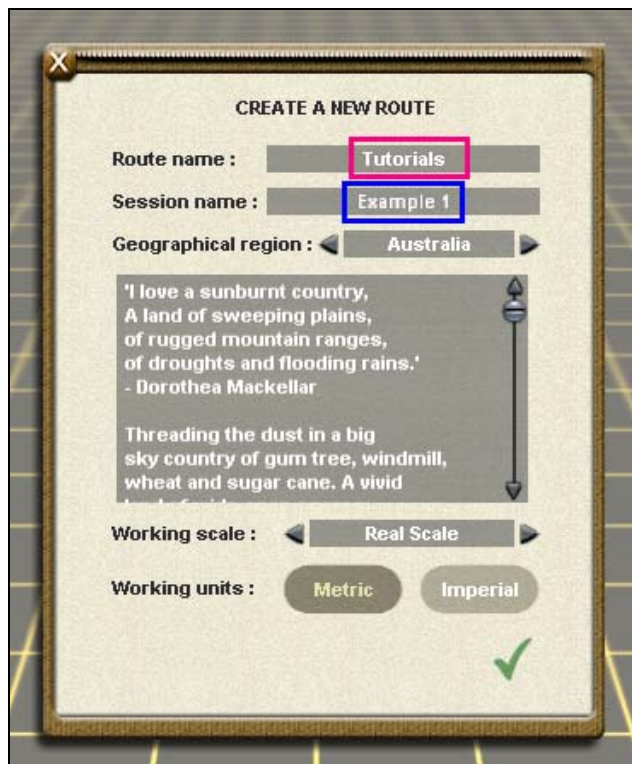 X
CREATE A NEW ROUTE
Route name : Tutorials
Session name : Example 1
Geographical region : Australia
'I love a sunburnt country,
A land of sweeping plains,
of rugged mountain ranges,
of droughts and flooding rains.'
- Dorothea Mackellar
Threading the dust in a big
sky country of gum tree, windmill,
wheat and sugar cane. A vivid
Working scale : Real Scale
Working units : Metric Imperial